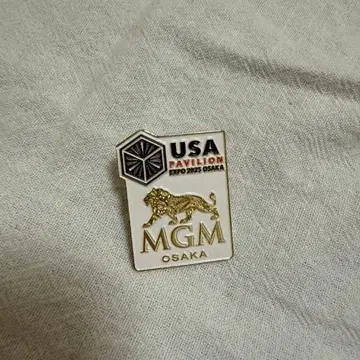 USA
PAVILION
EXPO 2025 OSAKA
MGM
OSAKA